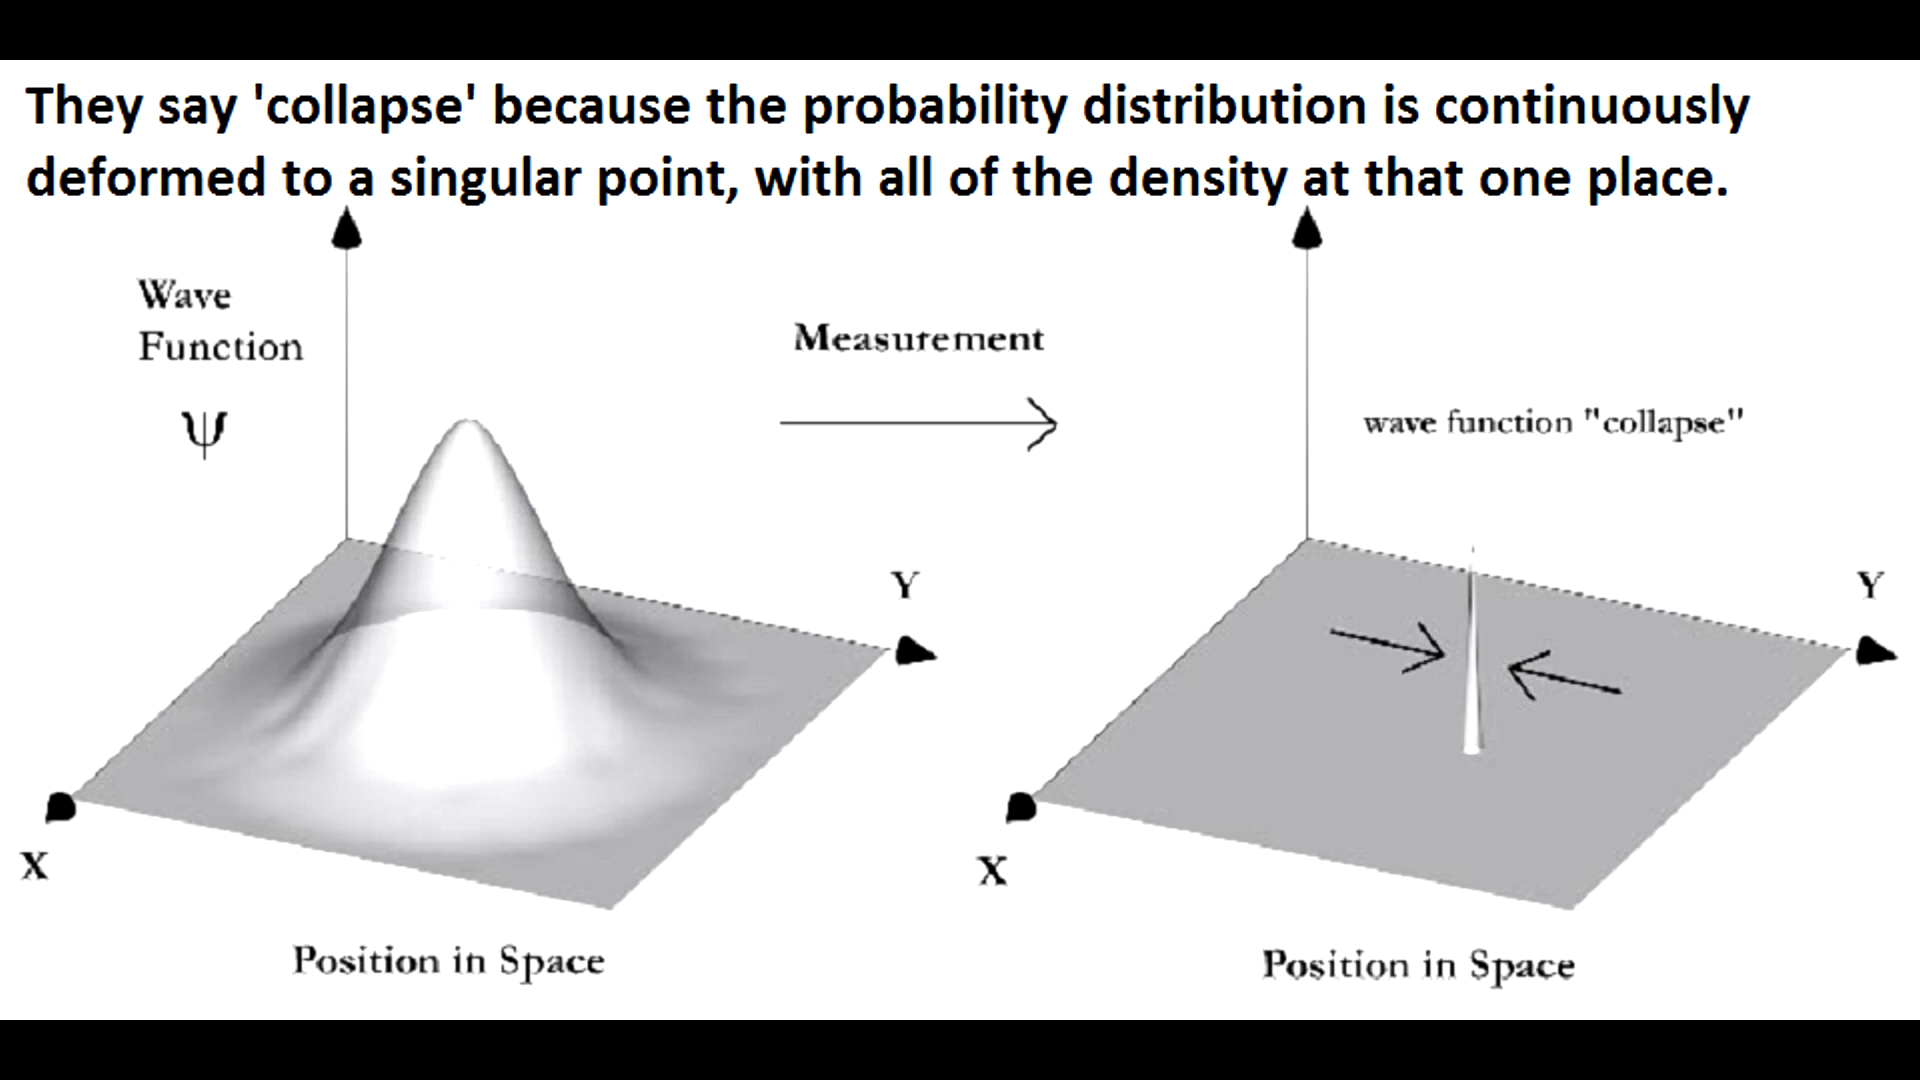 They say 'collapse' because the probability distribution is continuously
deformed to a singular point, with all of the density at that one place.
Wave
Function
ψ
Measurement
wave function "collapse"
Y
X
Position in Space
Y
X
Position in Space